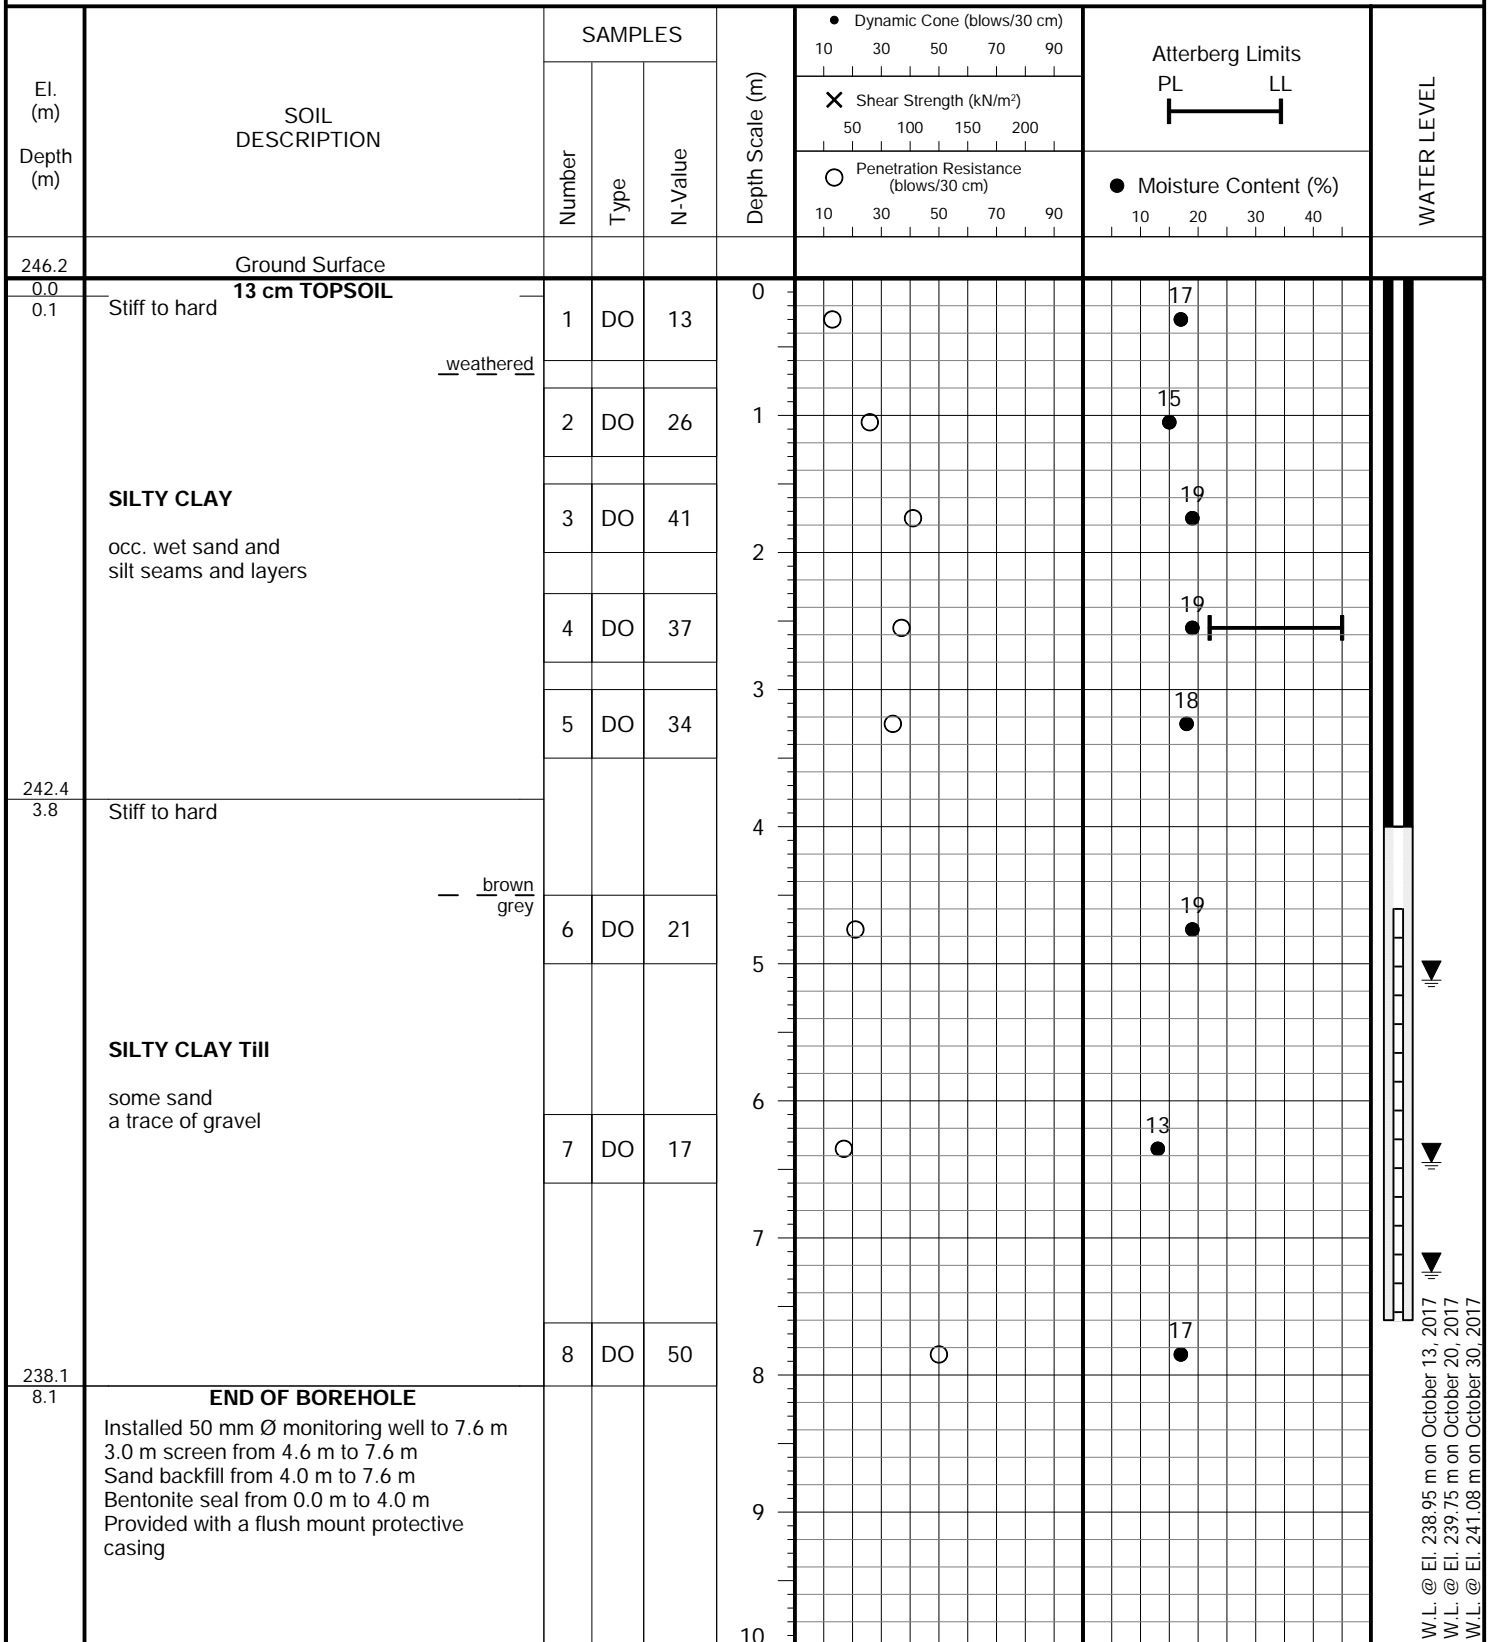 El.
(m)
Depth
(m)
SOIL
DESCRIPTION
SAMPLES
Number
Type
N-Value
Depth Scale (m)
Dynamic Cone (blows/30 cm)
10 30 50 70 90
Shear Strength (kN/m²)
50 100 150 200
Penetration Resistance
(blows/30 cm)
10 30 50 70 90
Atterberg Limits
PL LL
Moisture Content (%)
10 20 30 40
WATER LEVEL
246.2 Ground Surface
0.0 13 cm TOPSOIL 0
0.1 Stiff to hard
17
1 DO 13
weathered
15
1
2 DO 26
SILTY CLAY
19
3 DO 41
occ. wet sand and
silt seams and layers
2
19
4 DO 37
3
18
5 DO 34
242.4
3.8 Stiff to hard
4
brown
grey
19
6 DO 21
5
SILTY CLAY Till
some sand
a trace of gravel
6
13
7 DO 17
7
17
8 DO 50
238.1
8
8.1 END OF BOREHOLE
Installed 50 mm Ø monitoring well to 7.6 m
3.0 m screen from 4.6 m to 7.6 m
Sand backfill from 4.0 m to 7.6 m
Bentonite seal from 0.0 m to 4.0 m
Provided with a flush mount protective
casing
9
10
W.L. @ El. 238.95 m on October 13, 2017
W.L. @ El. 239.75 m on October 20, 2017
W.L. @ El. 241.08 m on October 30, 2017